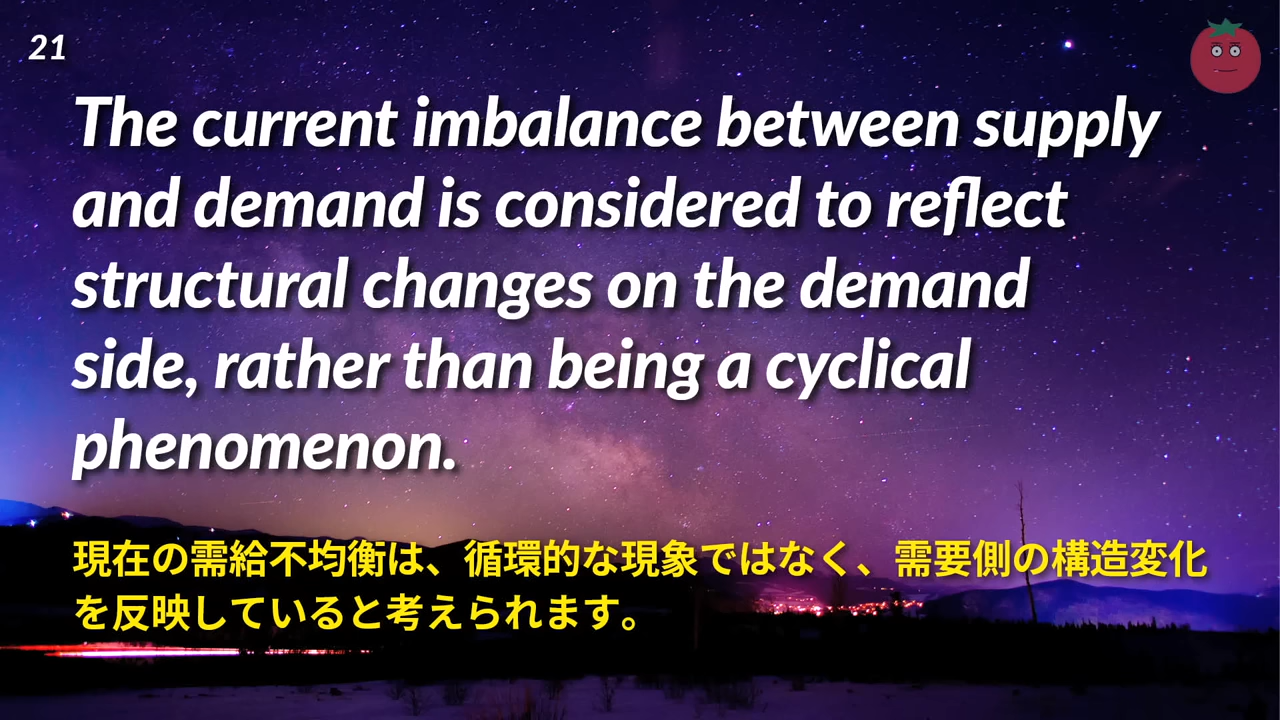 21
The current imbalance between supply
and demand is considered to reflect
structural changes on the demand
side, rather than being a cyclical
phenomenon.
現在の需給不均衡は、循環的な現象ではなく、需要側の構造変化
を反映していると考えられます。